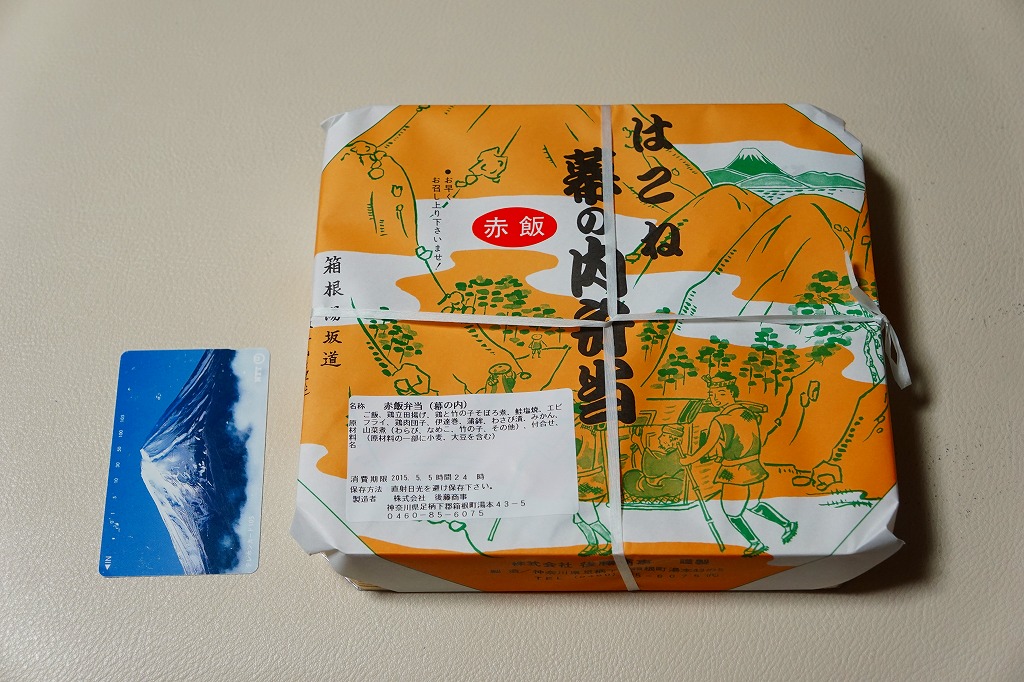 はこね
幕の内弁当
赤飯
●お早く
お召し上り下さいませ！
箱根湯坂道
名称 赤飯弁当（幕の内）
ご飯、鶏立田揚げ、鶏と竹の子そぼろ煮、鮭塩焼、エビ
原 フライ、鶏肉団子、伊達巻、蒲鉾、わさび漬、みかん、
材 山菜煮（わらび、なめこ、竹の子、その他）、付合せ、
料 （原材料の一部に小麦、大豆を含む）
名
消費期限 2015. 5. 5 時間 24 時
保存方法 直射日光を避け保存下さい。
製造者 株式会社 後藤商事
神奈川県足柄下郡箱根町湯本43－5
0460－85－6075
株式会社